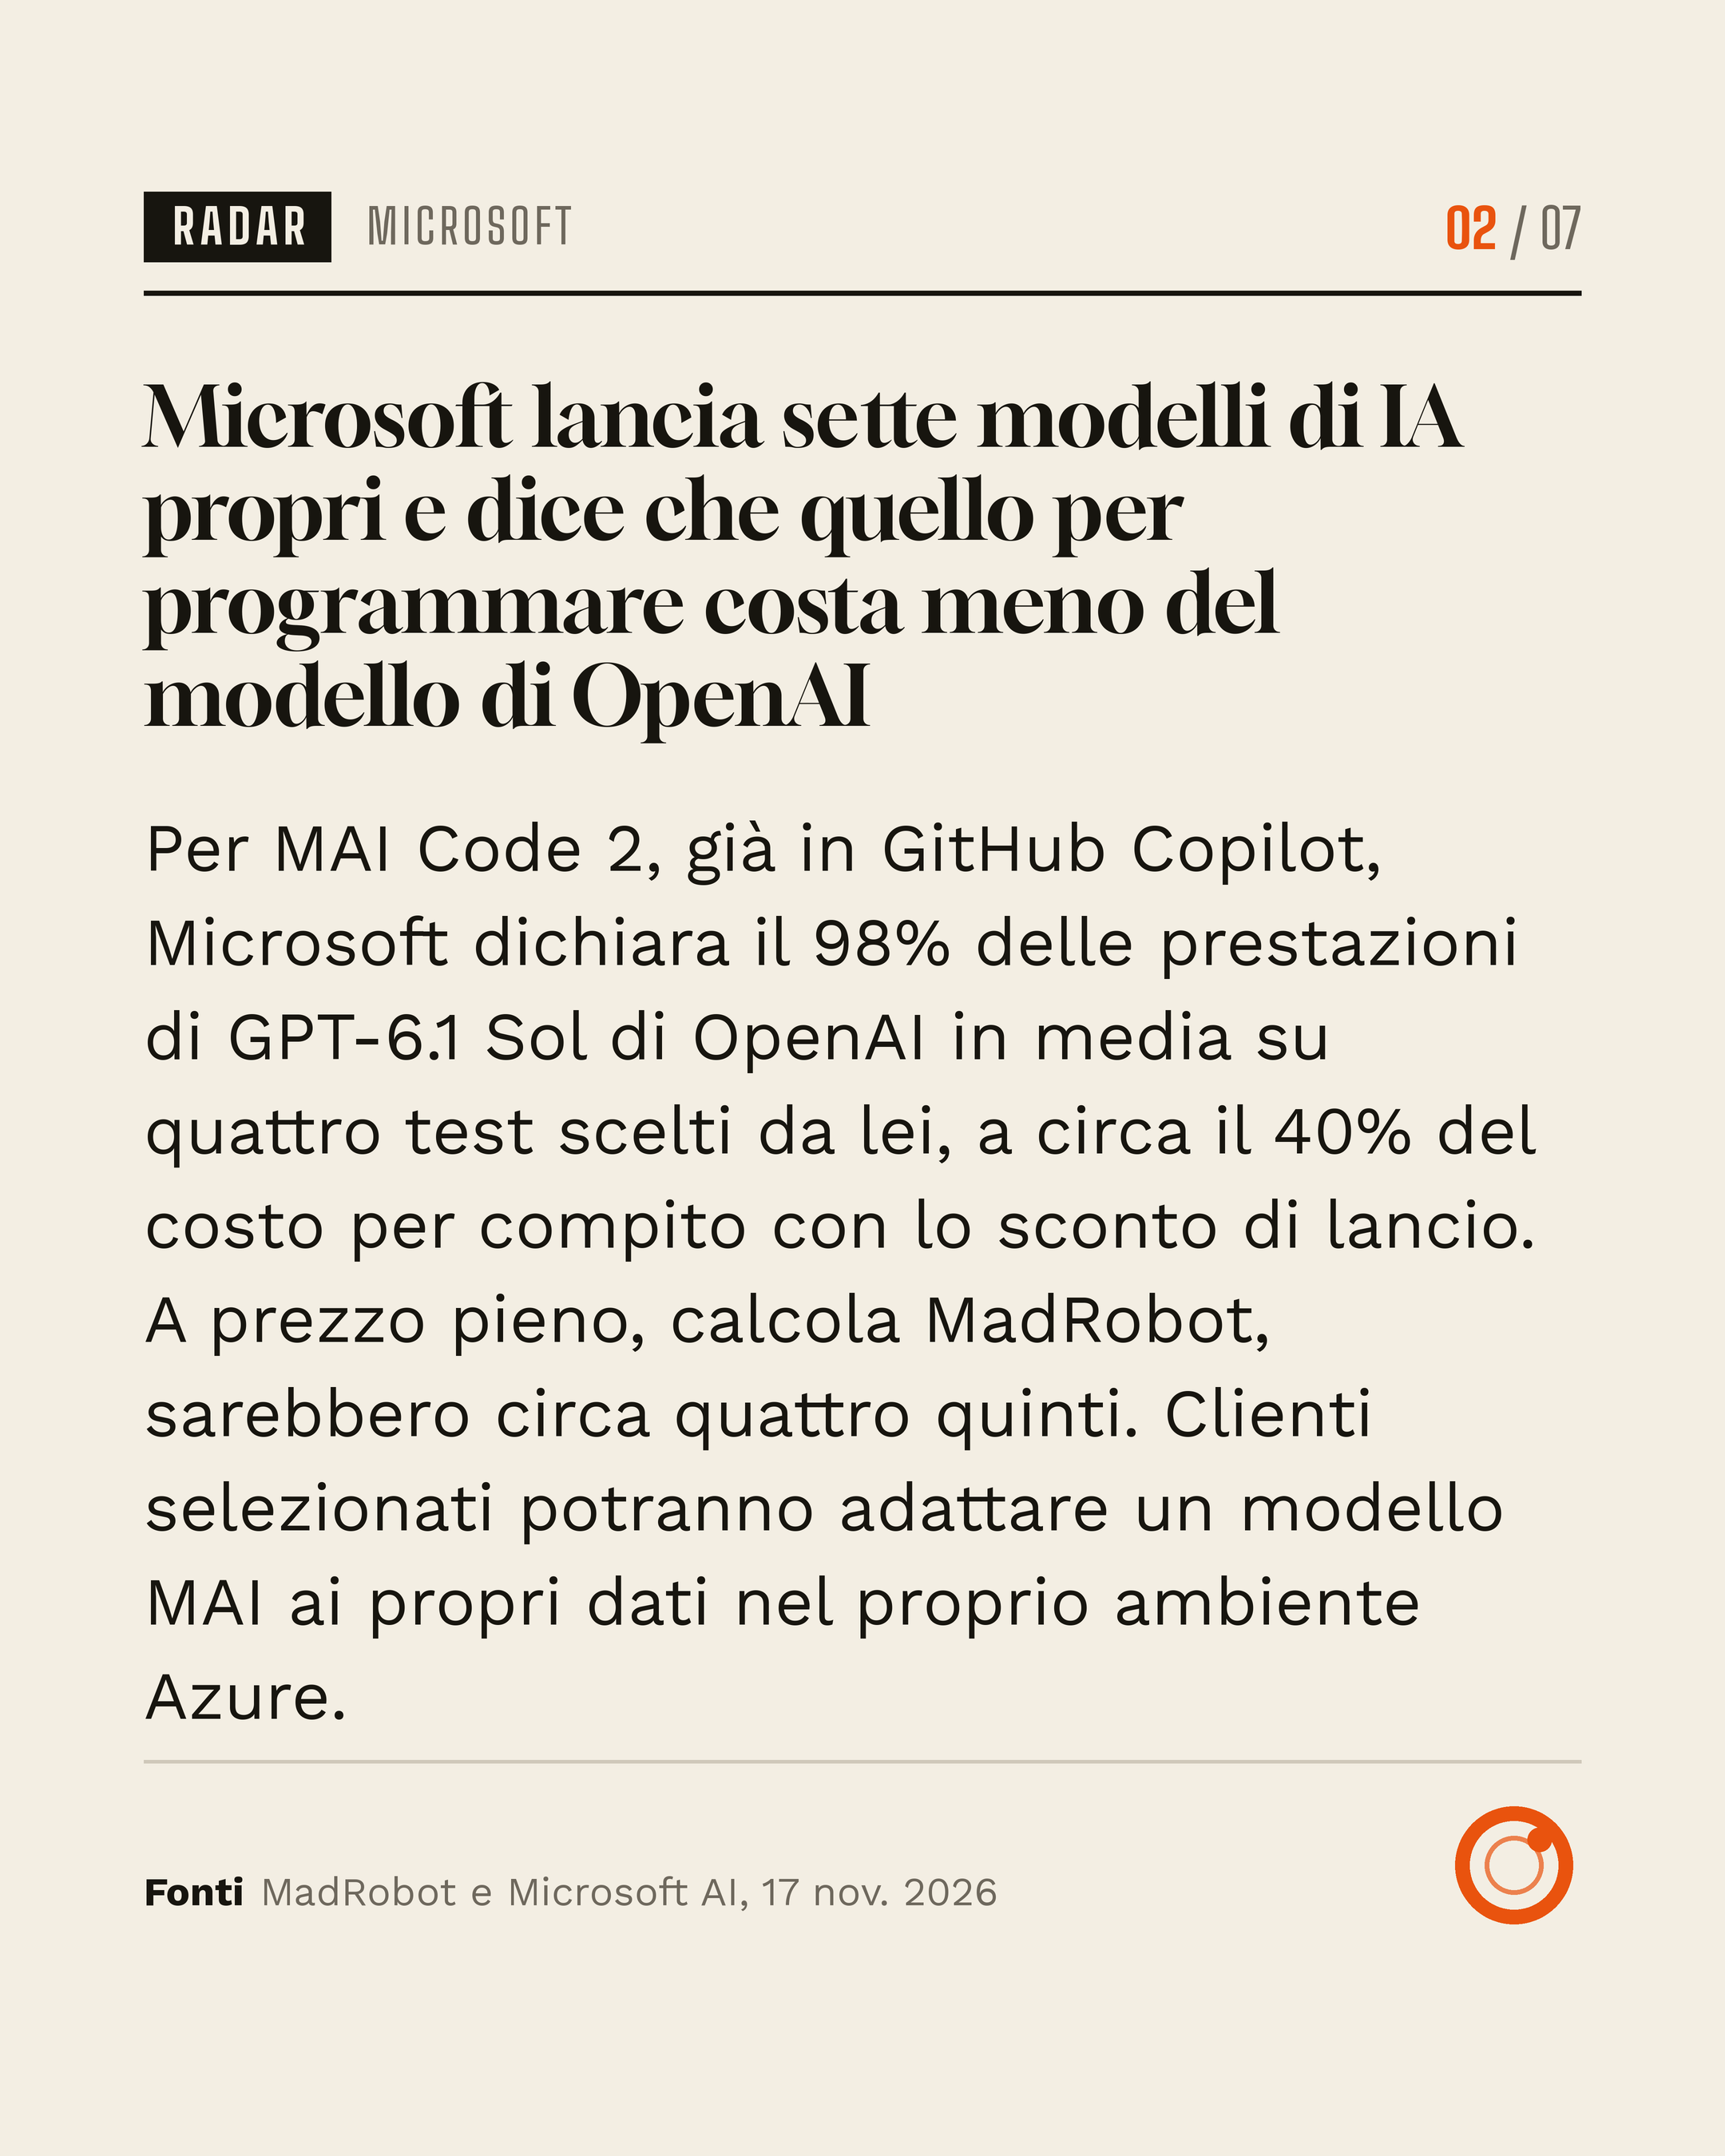 RADAR MICROSOFT 02 / 07
Microsoft lancia sette modelli di IA
propri e dice che quello per
programmare costa meno del
modello di OpenAI
Per MAI Code 2, già in GitHub Copilot,
Microsoft dichiara il 98% delle prestazioni
di GPT-6.1 Sol di OpenAI in media su
quattro test scelti da lei, a circa il 40% del
costo per compito con lo sconto di lancio.
A prezzo pieno, calcola MadRobot,
sarebbero circa quattro quinti. Clienti
selezionati potranno adattare un modello
MAI ai propri dati nel proprio ambiente
Azure.
Fonti MadRobot e Microsoft AI, 17 nov. 2026